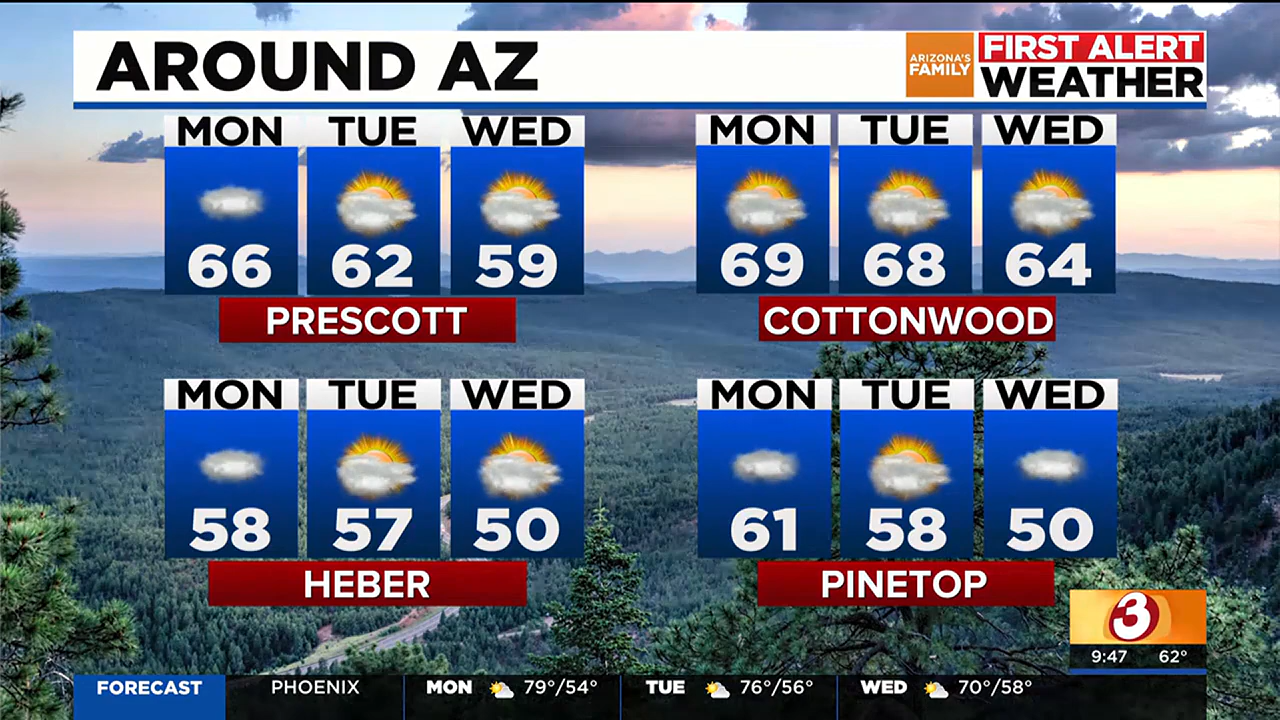 AROUND AZ
ARIZONA'S FAMILY
FIRST ALERT
WEATHER
MON TUE WED
66 62 59
PRESCOTT
MON TUE WED
69 68 64
COTTONWOOD
MON TUE WED
58 57 50
HEBER
MON TUE WED
61 58 50
PINETOP
3
9:47 62°
FORECAST PHOENIX MON 79°/54° TUE 76°/56° WED 70°/58°